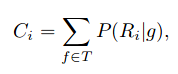 C_i = \sum_{f \in T} P(R_i|g),